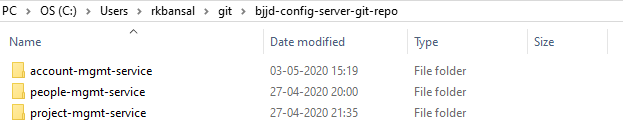 PC > OS (C:) > Users > rkbansal > git > bjjd-config-server-git-repo
Name Date modified Type Size
account-mgmt-service 03-05-2020 15:19 File folder
people-mgmt-service 27-04-2020 20:00 File folder
project-mgmt-service 27-04-2020 21:35 File folder